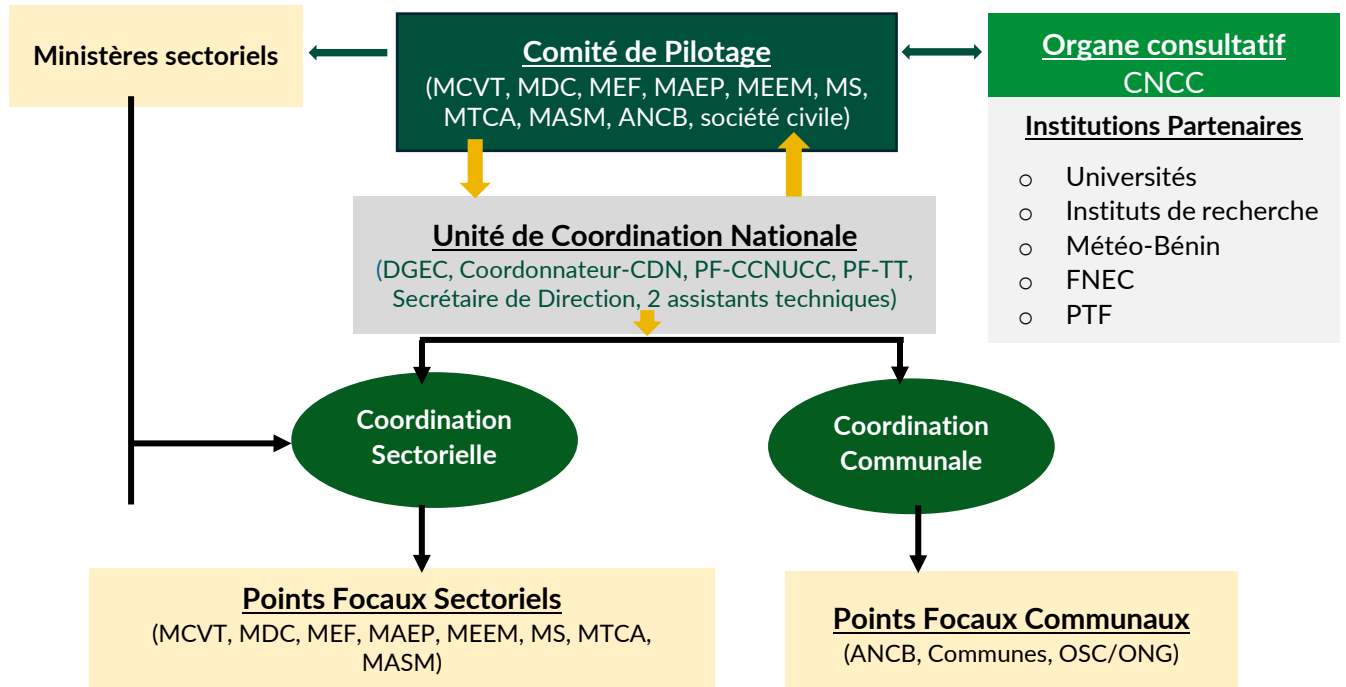 Ministères sectoriels
Comité de Pilotage
(MCVT, MDC, MEF, MAEP, MEEM, MS,
MTCA, MASM, ANCB, société civile)
Organe consultatif
CNCC
Institutions Partenaires
o Universités
o Instituts de recherche
o Météo-Bénin
o FNEC
o PTF
Unité de Coordination Nationale
(DGEC, Coordonnateur-CDN, PF-CCNUCC, PF-TT,
Secrétaire de Direction, 2 assistants techniques)
Coordination
Sectorielle
Coordination
Communale
Points Focaux Sectoriels
(MCVT, MDC, MEF, MAEP, MEEM, MS, MTCA,
MASM)
Points Focaux Communaux
(ANCB, Communes, OSC/ONG)